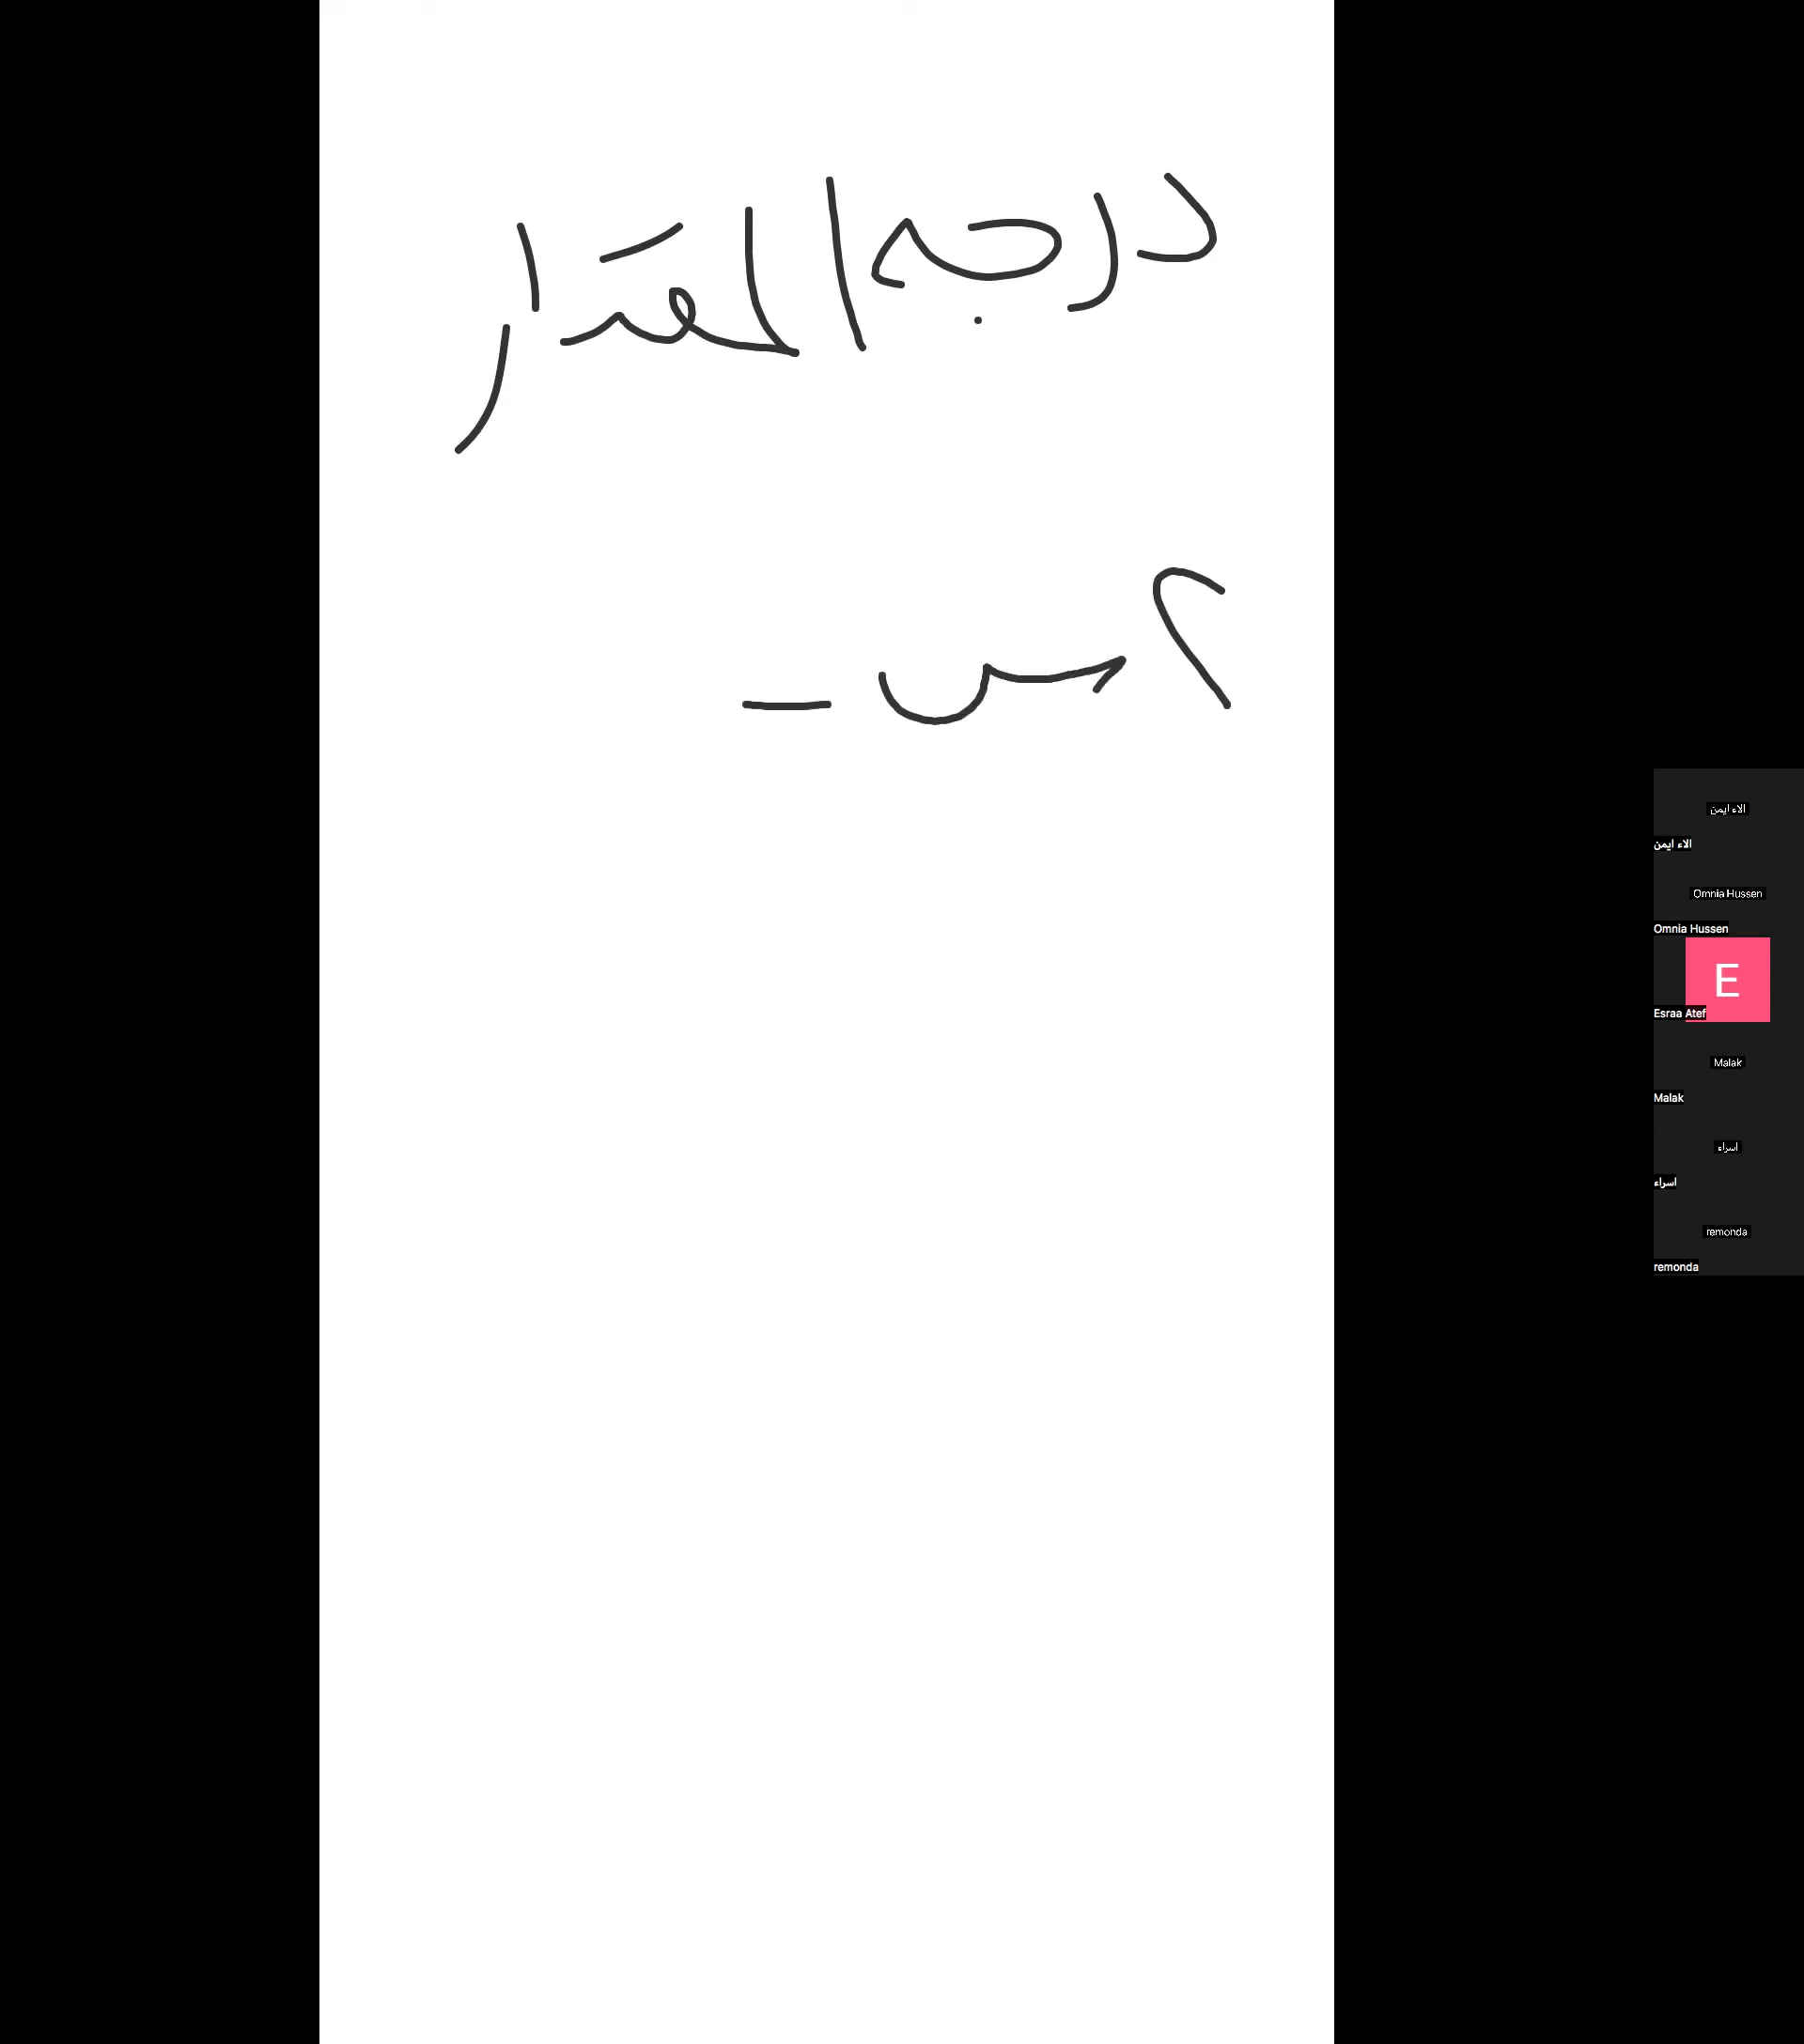 درجه المقدار
٢س -
الاء ايمن
الاء ايمن
Omnia Hussen
Omnia Hussen
E
Esraa Atef
Malak
Malak
اسراء
اسراء
remonda
remonda